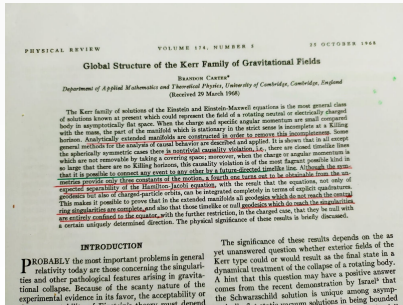 PHYSICAL REVIEW VOLUME 174, NUMBER 5 25 OCTOBER 1968
Global Structure of the Kerr Family of Gravitational Fields
BRANDON CARTER*
Department of Applied Mathematics and Theoretical Physics, University of Cambridge, Cambridge, England
(Received 29 March 1968)
The Kerr family of solutions of the Einstein and Einstein-Maxwell equations is the most general class
of solutions known at present which could represent the field of a rotating neutral or electrically charged
body in asymptotically flat space. When the charge and specific angular momentum are small compared
with the mass, the part of the manifold which is stationary in the strict sense is incomplete at a Killing
horizon. Analytically extended manifolds are constructed in order to remove this incompleteness. Some
general methods for the analysis of causal behavior are described and applied. It is shown that in all except
the spherically symmetric cases there is nontrivial causality violation, i.e., there are closed timelike lines
which are not removable by taking a covering space; moreover, when the charge or angular momentum is
so large that there are no Killing horizons, this causality violation is of the most flagrant possible kind in
that it is possible to connect any event to any other by a future-directed timelike line. Although the sym-
metries provide only three constants of the motion, a fourth one turns out to be obtainable from the un-
expected separability of the Hamilton-Jacobi equation, with the result that the equations, not only of
geodesics but also of charged-particle orbits, can be integrated completely in terms of explicit quadratures.
This makes it possible to prove that in the extended manifolds all geodesics which do not reach the central
ring singularities are complete, and also that those timelike or null geodesics which do reach the singularities
are entirely confined to the equator, with the further restriction, in the charged case, that they be null with
a certain uniquely determined direction. The physical significance of these results is briefly discussed.
INTRODUCTION
PROBABLY the most important problems in general
relativity today are those concerning the singulari-
ties and other pathological features arising in gravita-
tional collapse. Because of the scanty nature of the
experimental evidence in its favor, the acceptability of
The significance of these results depends on the as
yet unanswered question whether exterior fields of the
Kerr type could or would result as the final state in a
dynamical treatment of the collapse of a rotating body.
A hint that this question may have a positive answer
comes from the recent demonstration by Israel that
the Schwarzschild solution is unique among asymp-